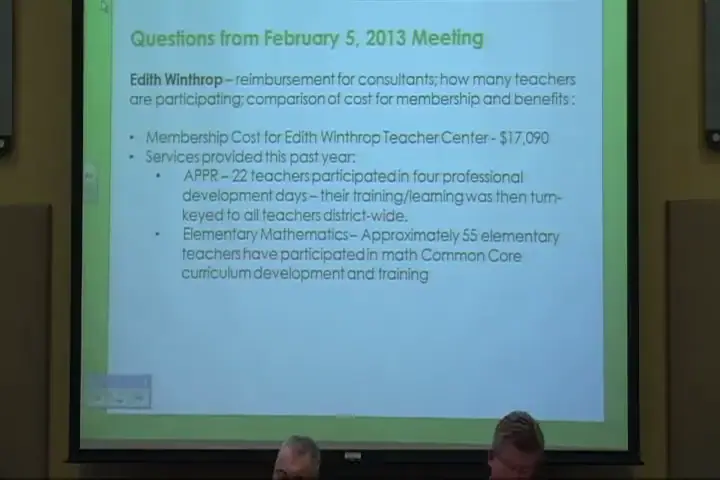 Questions from February 5, 2013 Meeting
Edith Winthrop – reimbursement for consultants; how many teachers
are participating; comparison of cost for membership and benefits :
• Membership Cost for Edith Winthrop Teacher Center - $17,090
• Services provided this past year:
• APPR – 22 teachers participated in four professional
development days – their training/learning was then turn-
keyed to all teachers district-wide.
• Elementary Mathematics – Approximately 55 elementary
teachers have participated in math Common Core
curriculum development and training